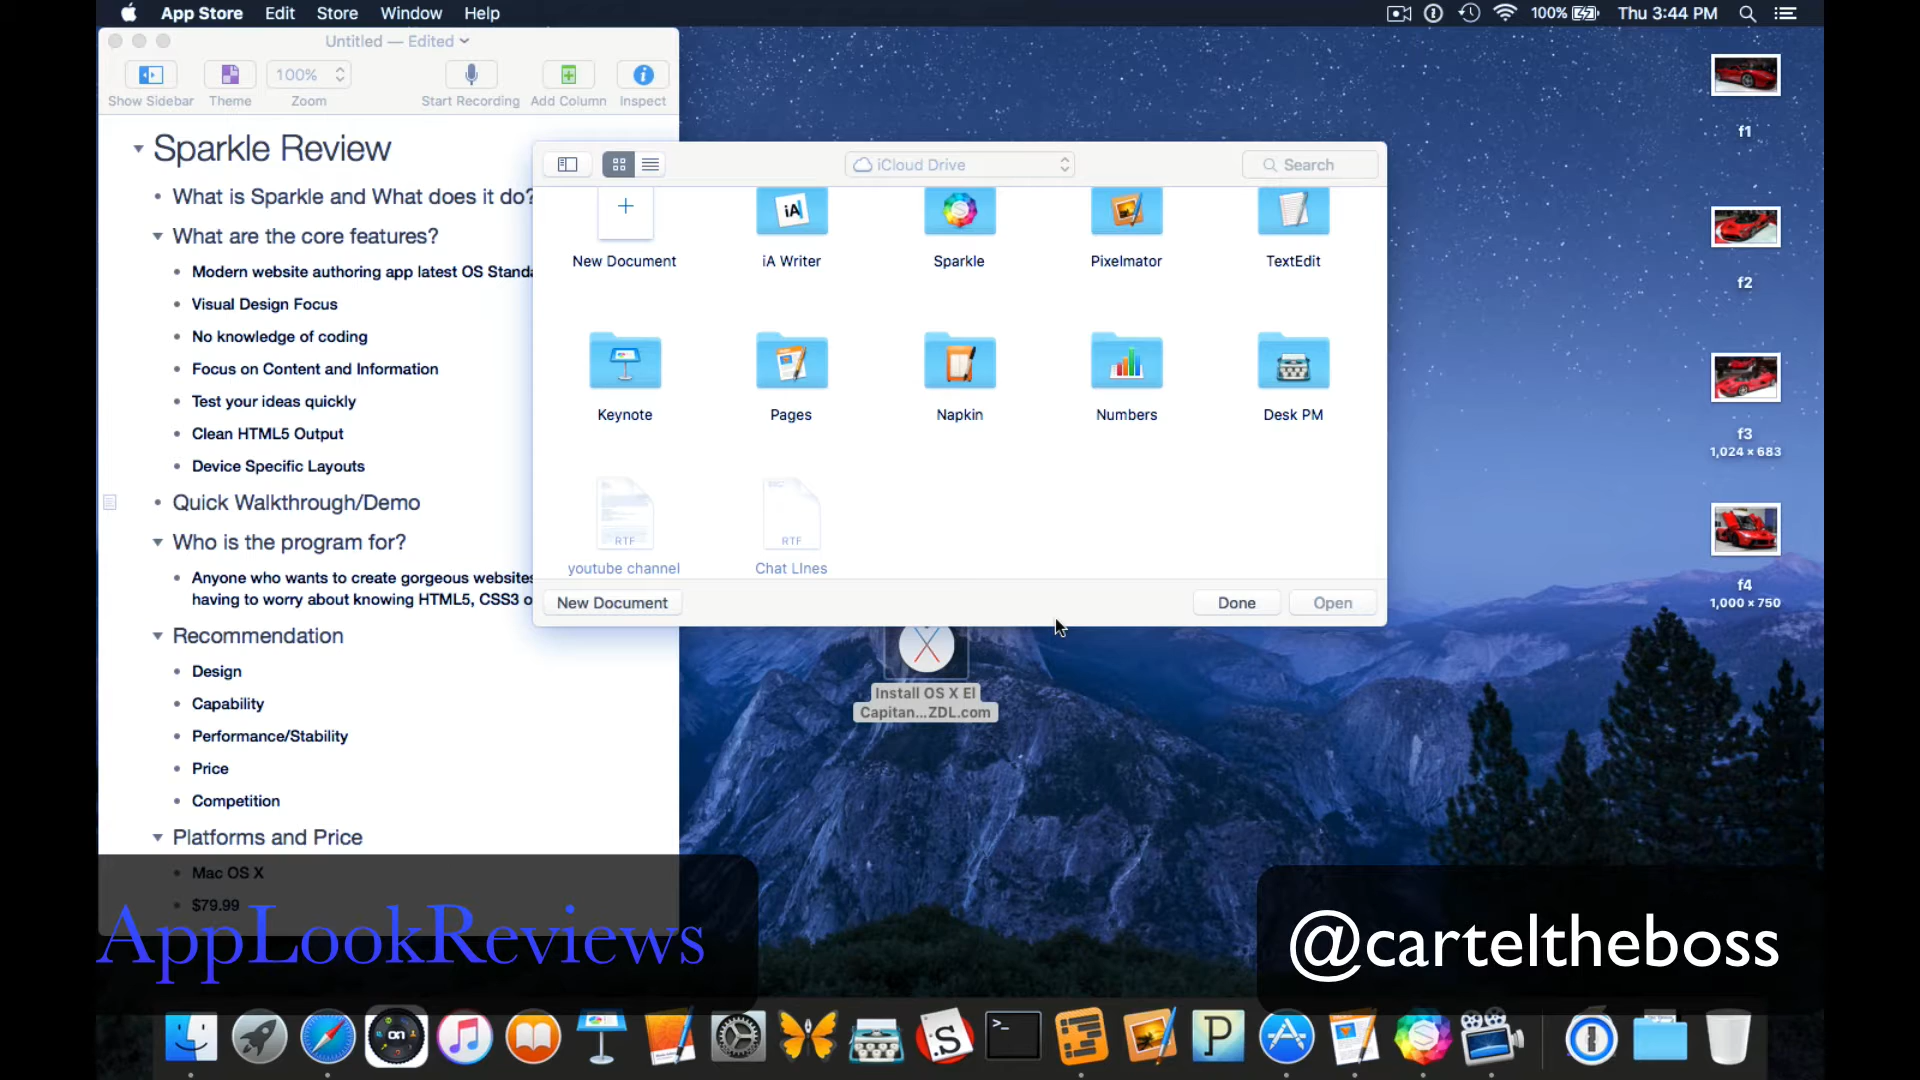 App Store Edit Store Window Help
100% Thu 3:44 PM
Untitled — Edited
100%
Show Sidebar Theme Zoom Start Recording Add Column Inspect
Sparkle Review
What is Sparkle and What does it do?
What are the core features?
Modern website authoring app latest OS Standa
Visual Design Focus
No knowledge of coding
Focus on Content and Information
Test your ideas quickly
Clean HTML5 Output
Device Specific Layouts
Quick Walkthrough/Demo
Who is the program for?
Anyone who wants to create gorgeous websites
having to worry about knowing HTML5, CSS3 o
Recommendation
Design
Capability
Performance/Stability
Price
Competition
Platforms and Price
Mac OS X
$79.99
iCloud Drive
Search
iA
New Document iA Writer Sparkle Pixelmator TextEdit
Keynote Pages Napkin Numbers Desk PM
RTF RTF
youtube channel Chat LInes
New Document Done Open
Install OS X El
Capitan...ZDL.com
f1
f2
f3
1,024 × 683
f4
1,000 × 750
AppLookReviews
@carteltheboss
on
.S
>_
P